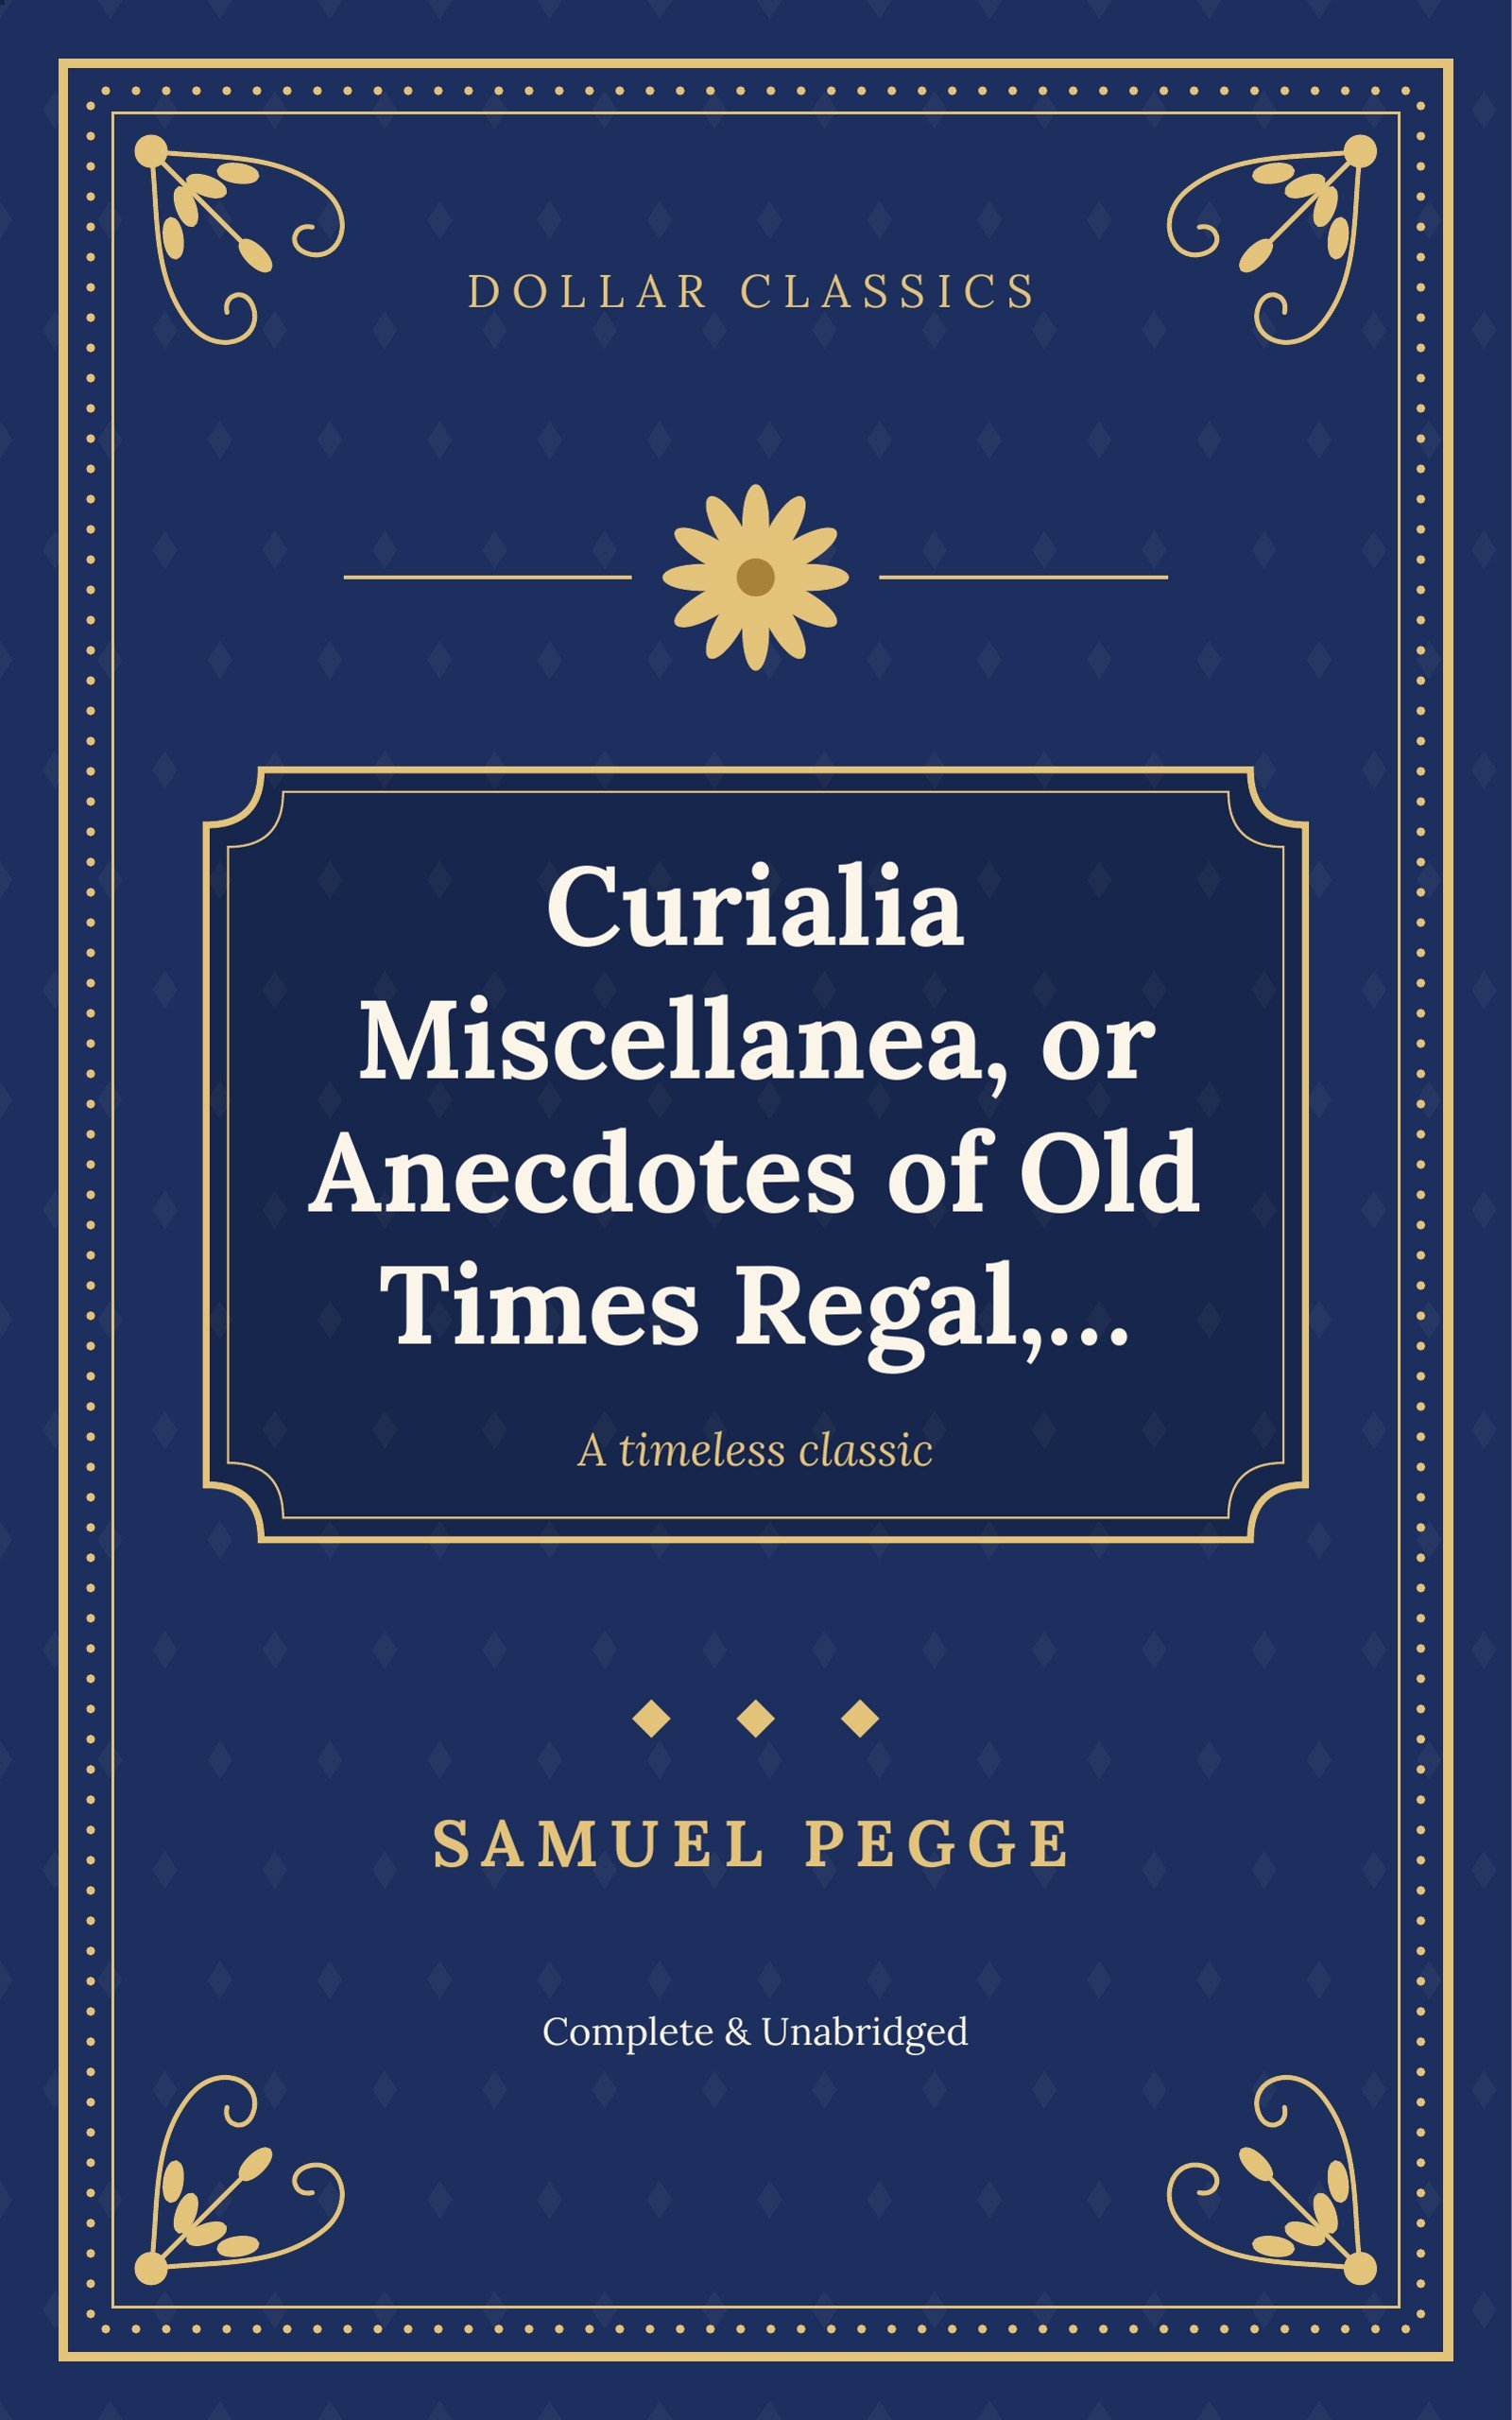 DOLLAR CLASSICS
Curialia
Miscellanea, or
Anecdotes of Old
Times Regal,...
A timeless classic
SAMUEL PEGGE
Complete & Unabridged